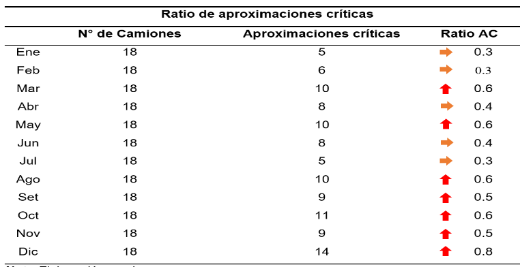 Ratio de aproximaciones críticas
N° de Camiones Aproximaciones críticas Ratio AC
Ene 18 5 0.3
Feb 18 6 0.3
Mar 18 10 0.6
Abr 18 8 0.4
May 18 10 0.6
Jun 18 8 0.4
Jul 18 5 0.3
Ago 18 10 0.6
Set 18 9 0.5
Oct 18 11 0.6
Nov 18 9 0.5
Dic 18 14 0.8